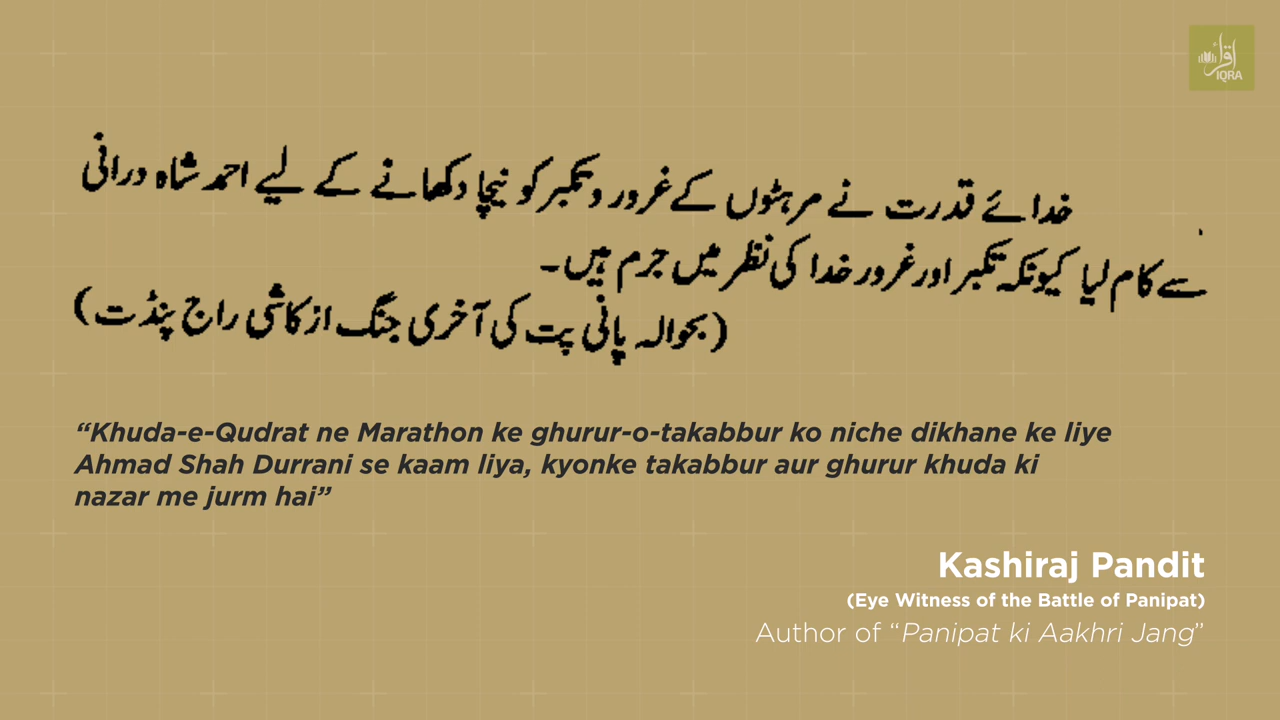 اقرأ
IQRA
خدائے قدرت نے مرہٹوں کے غرور و تکبر کو نیچا دکھانے کے لیے احمد شاہ درانی
سے کام لیا کیونکہ تکبر اور غرور خدا کی نظر میں جرم ہیں۔
(بحوالہ پانی پت کی آخری جنگ از کاشی راج پنڈت)
“Khuda-e-Qudrat ne Marathon ke ghurur-o-takabbur ko niche dikhane ke liye
Ahmad Shah Durrani se kaam liya, kyonke takabbur aur ghurur khuda ki
nazar me jurm hai”
Kashiraj Pandit
(Eye Witness of the Battle of Panipat)
Author of “Panipat ki Aakhri Jang”